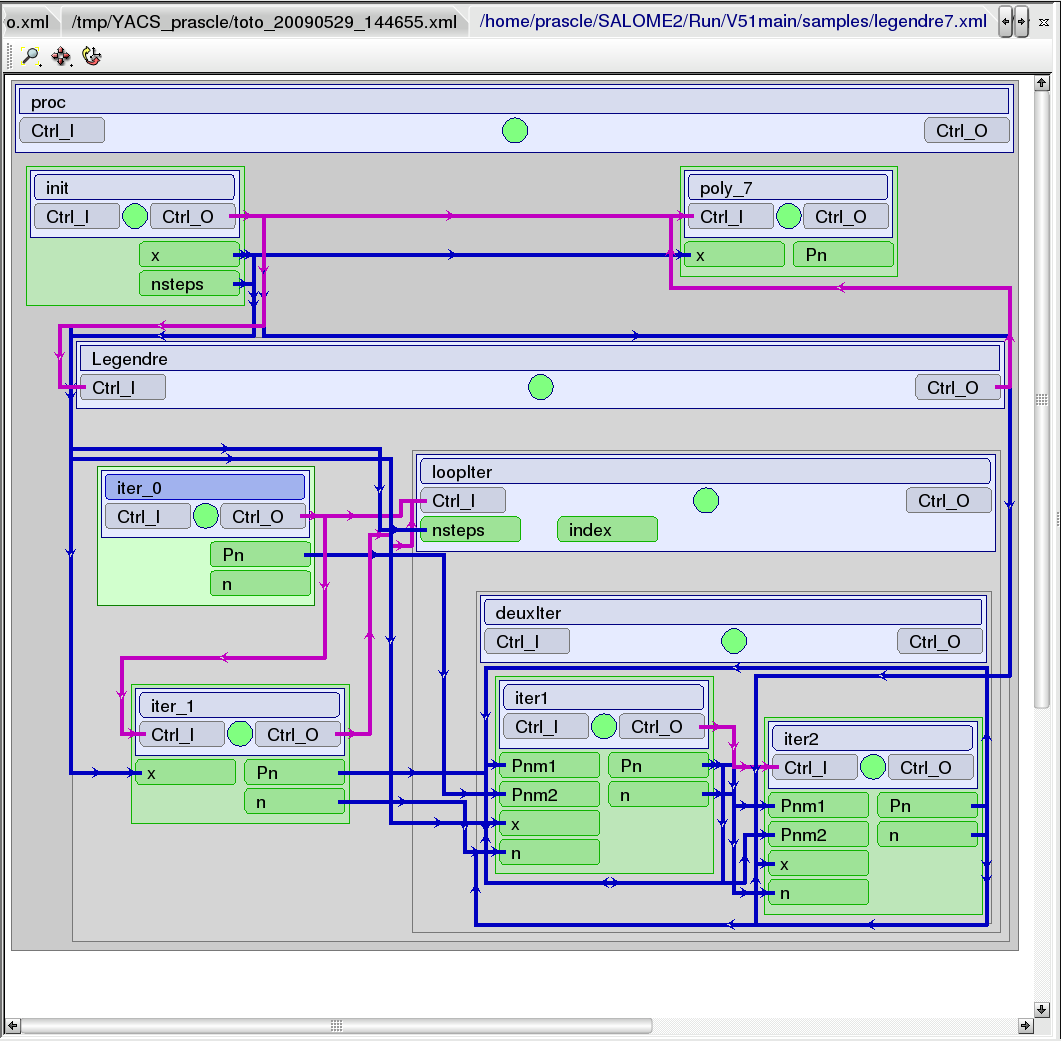 o.xml /tmp/YACS_prascle/toto_20090529_144655.xml /home/prascle/SALOME2/Run/V51main/samples/legendre7.xml
proc
Ctrl_I Ctrl_O
init poly_7
Ctrl_I Ctrl_O Ctrl_I Ctrl_O
x x Pn
nsteps
Legendre
Ctrl_I Ctrl_O
loopIter
iter_0
Ctrl_I Ctrl_O
Ctrl_I Ctrl_O
nsteps index
Pn
n
deuxIter
Ctrl_I Ctrl_O
iter_1
Ctrl_I Ctrl_O
x Pn
n
iter1
Ctrl_I Ctrl_O
Pnm1 Pn
Pnm2 n
x
n
iter2
Ctrl_I Ctrl_O
Pnm1 Pn
Pnm2 n
x
n